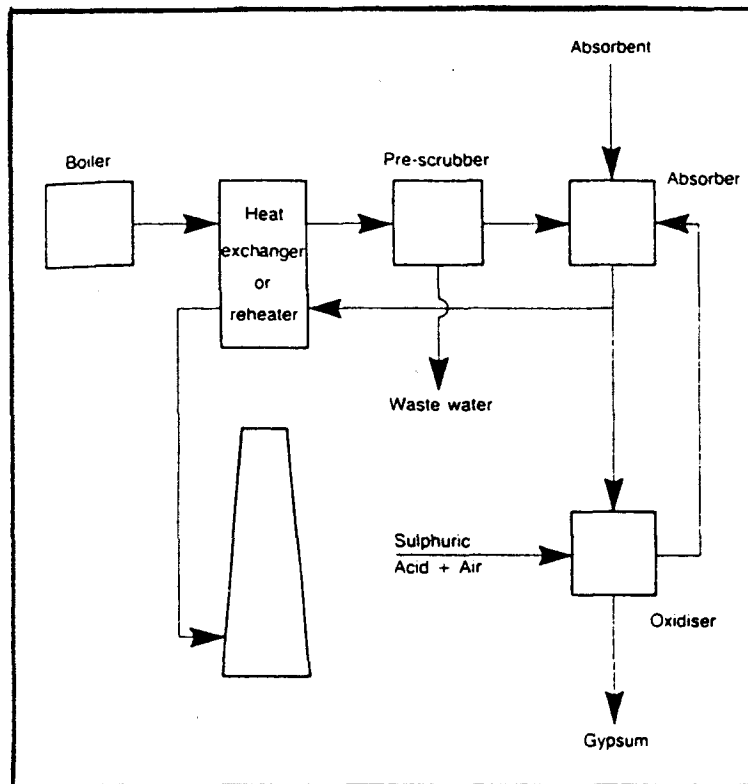 Absorbent
Boiler
Pre-scrubber
Absorber
Heat
exchanger
or
reheater
Waste water
Sulphuric
Acid + Air
Oxidiser
Gypsum